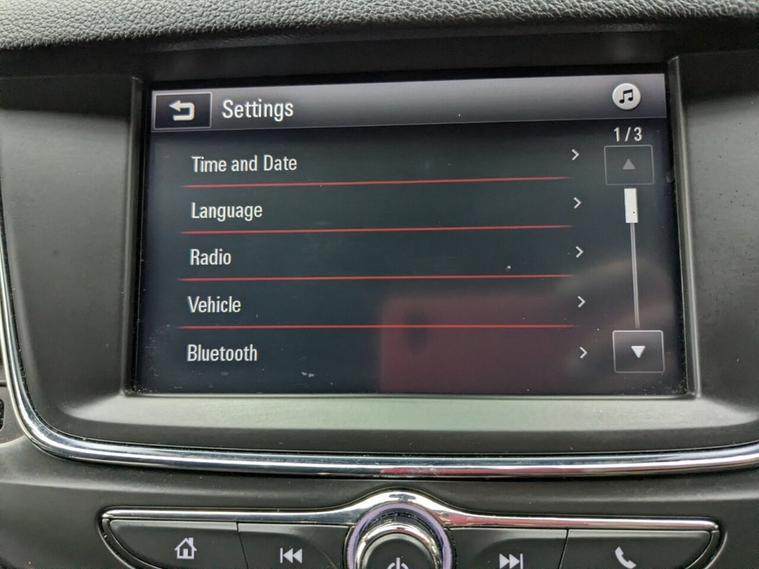 Settings
1/3
Time and Date
Language
Radio
Vehicle
Bluetooth